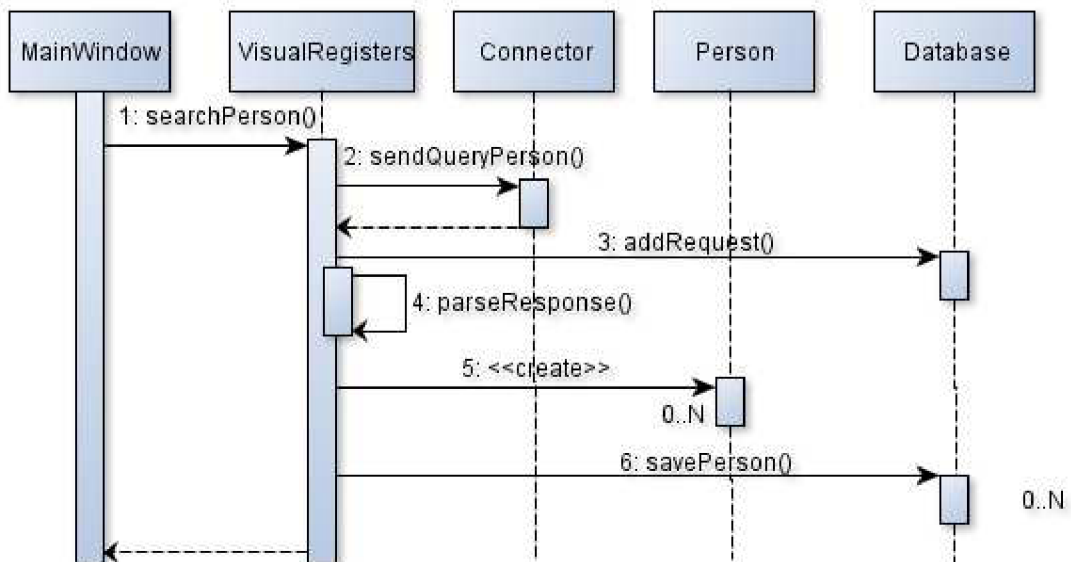 MainWindow
VisualRegisters
Connector
Person
Database
1: searchPerson()
2: sendQueryPerson()
3: addRequest()
4: parseResponse()
5: <<create>>
0..N
6: savePerson()
0..N